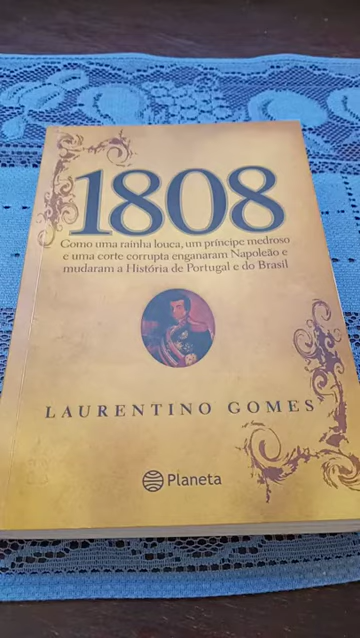 1808
Como uma rainha louca, um príncipe medroso
e uma corte corrupta enganaram Napoleão e
mudaram a História de Portugal e do Brasil
LAURENTINO GOMES
Planeta